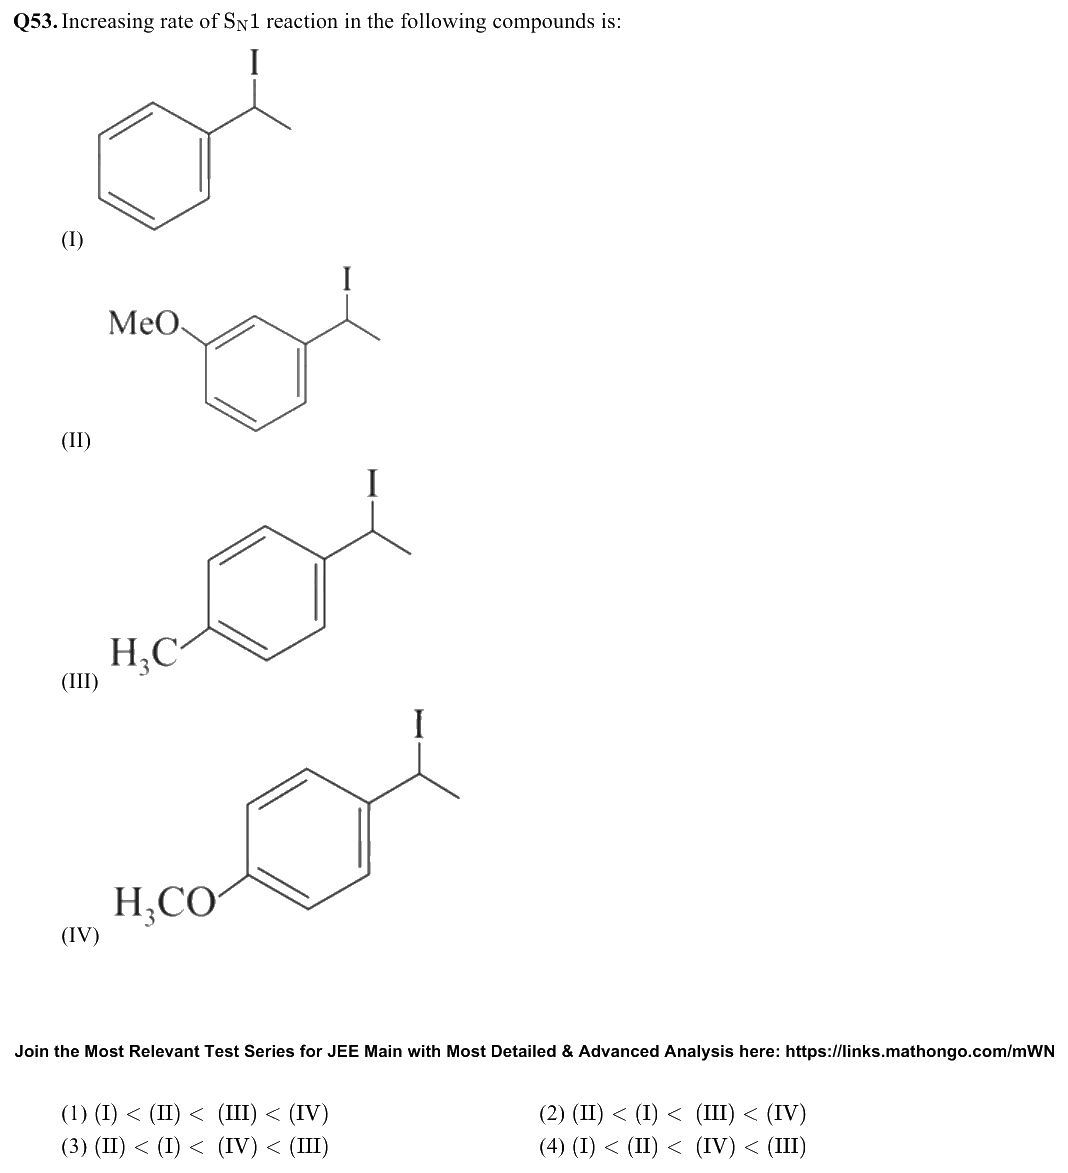 Q53. Increasing rate of SN1 reaction in the following compounds is:
I
(I)
I
MeO
(II)
I
H3C
(III)
I
H3CO
(IV)
Join the Most Relevant Test Series for JEE Main with Most Detailed & Advanced Analysis here: https://links.mathongo.com/mWN
(1) (I) < (II) < (III) < (IV) (2) (II) < (I) < (III) < (IV)
(3) (II) < (I) < (IV) < (III) (4) (I) < (II) < (IV) < (III)